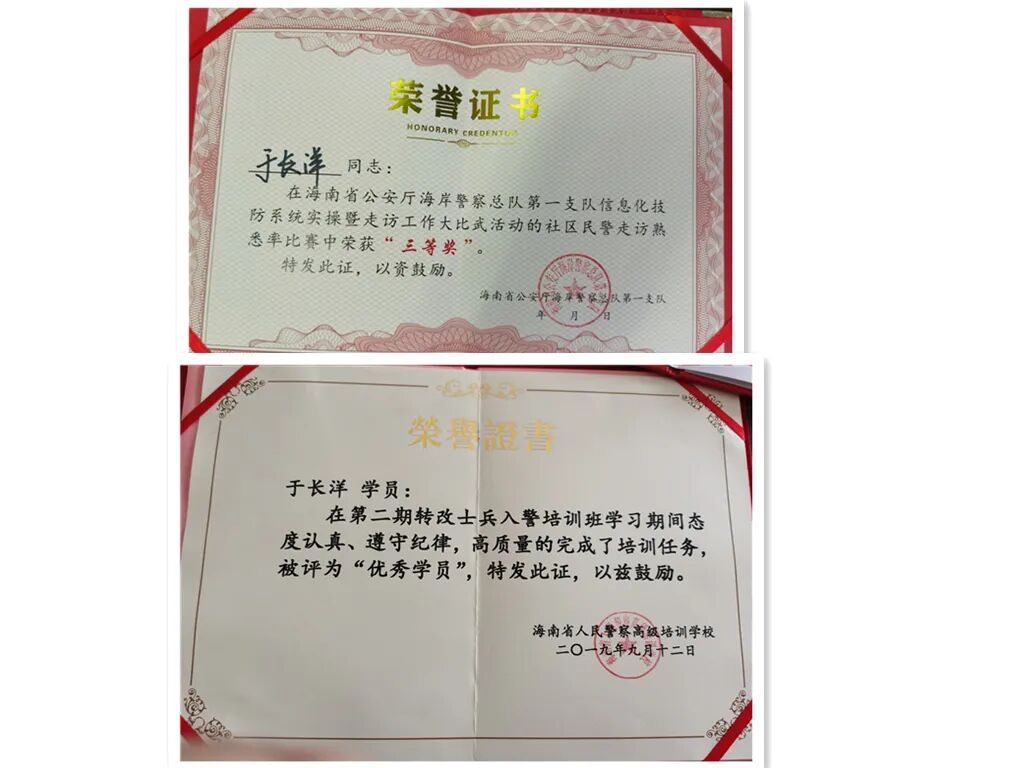 荣誉证书
HONORARY CREDENTIAL
于长洋 同志：
在海南省公安厅海岸警察总队第一支队信息化技
防系统实操暨走访工作大比武活动的社区民警走访熟
悉率比赛中荣获“三等奖”。
特发此证，以资鼓励。
海南省公安厅海岸警察总队第一支队
年 月 日
榮譽證書
于长洋 学员：
在第二期转改士兵入警培训班学习期间态
度认真、遵守纪律，高质量的完成了培训任务，
被评为“优秀学员”，特发此证，以兹鼓励。
海南省人民警察高级培训学校
二〇一九年九月十二日